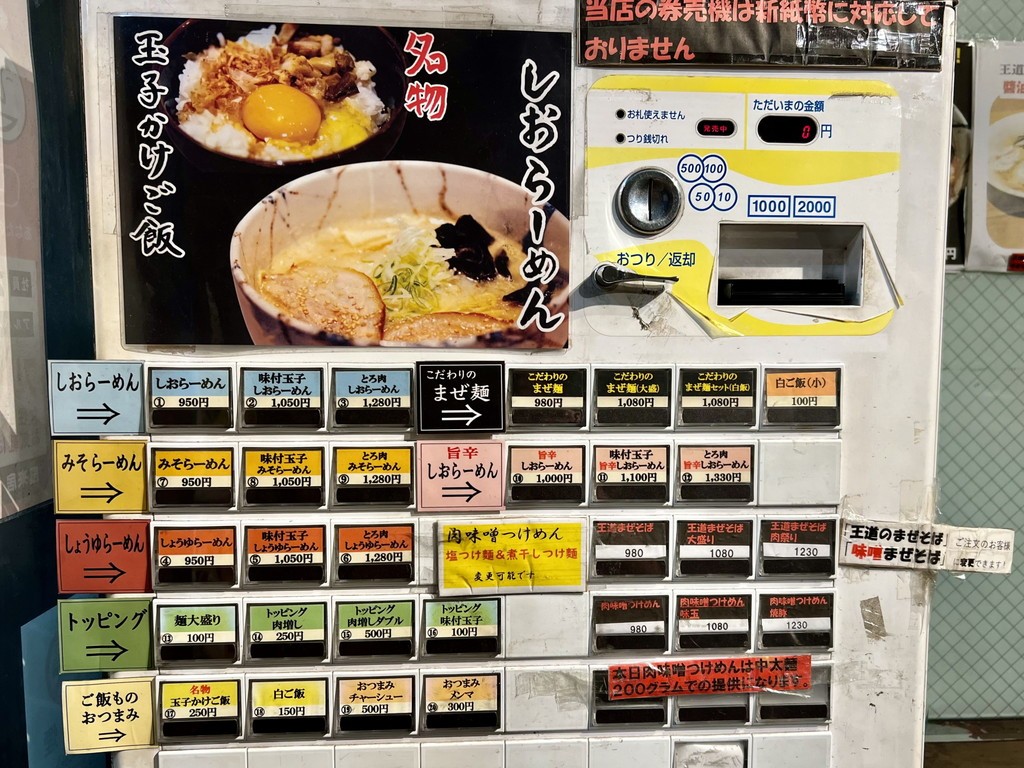 当店の券売機は新紙幣に対応して
おりません
玉子かけご飯
名物
しおらーめん
お札使えません
つり銭切れ
発売中
ただいまの金額
0円
500 100
50 10
1000 2000
おつり/返却
しおらーめん
しおらーめん
① 950円
味付玉子
しおらーめん
② 1,050円
とろ肉
しおらーめん
③ 1,280円
こだわりの
まぜ麺
こだわりの
まぜ麺
980円
こだわりの
まぜ麺(大盛)
1,080円
こだわりの
まぜ麺セット(白飯)
1,080円
白ご飯(小)
100円
みそらーめん
みそらーめん
⑦ 950円
味付玉子
みそらーめん
⑧ 1,050円
とろ肉
みそらーめん
⑨ 1,280円
旨辛
しおらーめん
旨辛
しおらーめん
⑩ 1,000円
味付玉子
旨辛しおらーめん
⑪ 1,100円
とろ肉
旨辛しおらーめん
⑫ 1,330円
しょうゆらーめん
しょうゆらーめん
④ 950円
味付玉子
しょうゆらーめん
⑤ 1,050円
とろ肉
しょうゆらーめん
⑥ 1,280円
肉味噌つけめん
塩つけ麺&煮干しつけ麺
変更可能です
王道まぜそば
980
王道まぜそば
大盛り
1080
王道まぜそば
肉祭り
1230
「王道のまぜそば」ご注文のお客様
「味噌まぜそば」に変更できます!
トッピング
麺大盛り
⑬ 100円
トッピング
肉増し
⑭ 250円
トッピング
肉増しダブル
⑮ 500円
トッピング
味付玉子
⑯ 100円
肉味噌つけめん
980
肉味噌つけめん
味玉
1080
肉味噌つけめん
焼豚
1230
ご飯もの
おつまみ
名物
玉子かけご飯
⑰ 250円
白ご飯
⑱ 150円
おつまみ
チャーシュー
⑲ 500円
おつまみ
メンマ
⑳ 300円
本日肉味噌つけめんは中太麺
200グラムでの提供になります
王道
醤油